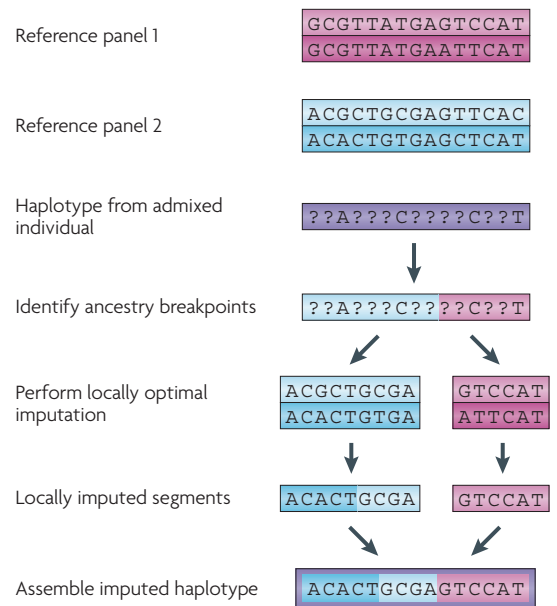 Reference panel 1
GCGTTATGAGTCCAT
GCGTTATGAATTCAT
Reference panel 2
ACGCTGCGAGTTCAC
ACACTGTGAGCTCAT
Haplotype from admixed
individual
??A???C????C??T
Identify ancestry breakpoints
??A???C????C??T
Perform locally optimal
imputation
ACGCTGCGA GTCCAT
ACACTGTGA ATTCAT
Locally imputed segments
ACACTGCGA GTCCAT
Assemble imputed haplotype
ACACTGCGAGTCCAT